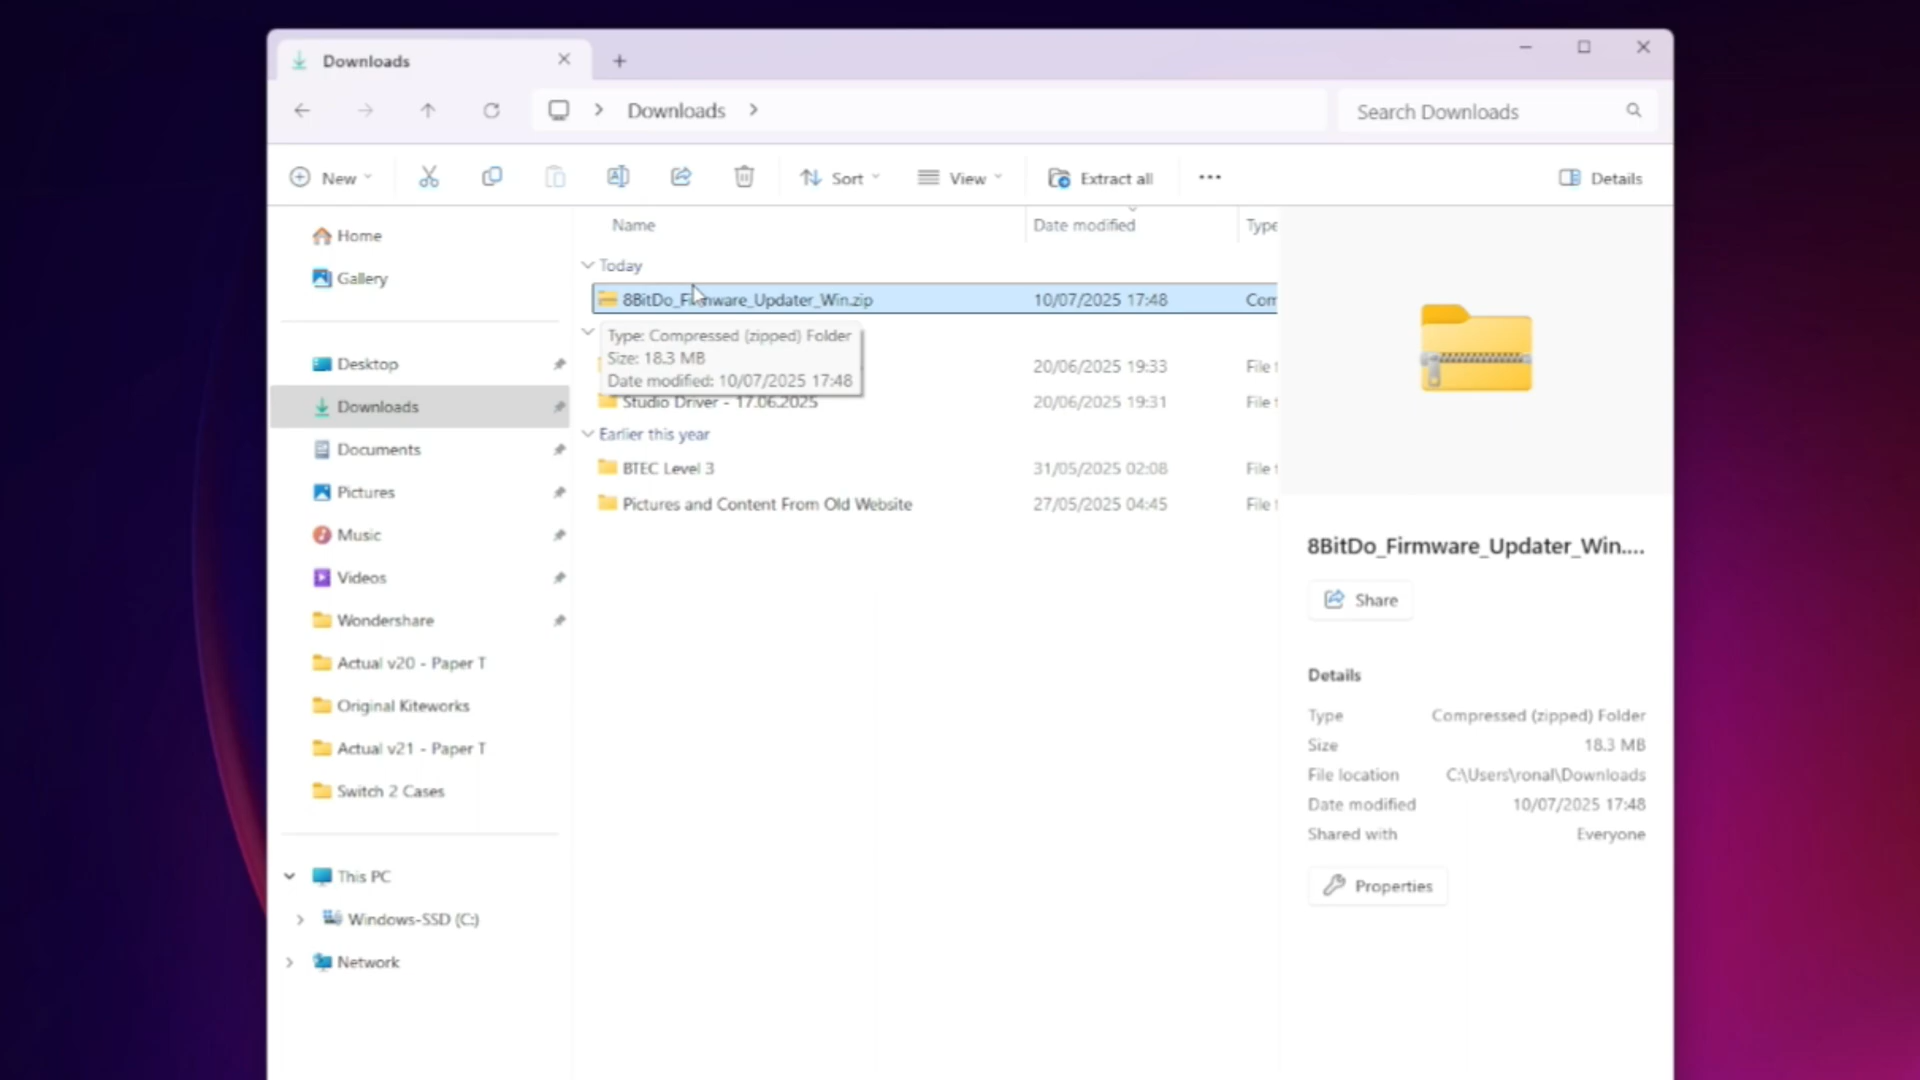 Downloads
Downloads
Search Downloads
New
Sort
View
Extract all
Details
Home
Gallery
Desktop
Downloads
Documents
Pictures
Music
Videos
Wondershare
Actual v20 - Paper T
Original Kiteworks
Actual v21 - Paper T
Switch 2 Cases
This PC
Windows-SSD (C:)
Network
Name Date modified Type
Today
8BitDo_Firmware_Updater_Win.zip 10/07/2025 17:48 Com
Type: Compressed (zipped) Folder
Size: 18.3 MB
Date modified: 10/07/2025 17:48
20/06/2025 19:33 File
Studio Driver - 17.06.2025 20/06/2025 19:31 File
Earlier this year
BTEC Level 3 31/05/2025 02:08 File
Pictures and Content From Old Website 27/05/2025 04:45 File
8BitDo_Firmware_Updater_Win....
Share
Details
Type Compressed (zipped) Folder
Size 18.3 MB
File location C:\Users\ronal\Downloads
Date modified 10/07/2025 17:48
Shared with Everyone
Properties